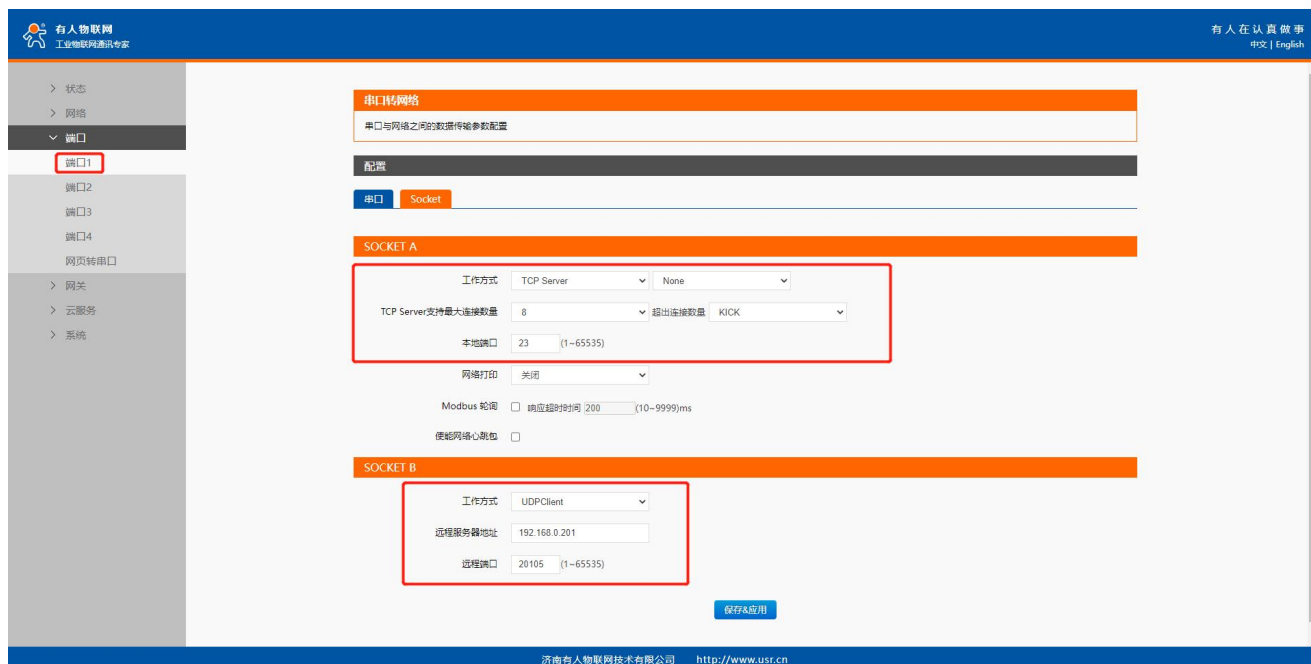 有人物联网
工业物联网通讯专家
有人在认真做事
中文 | English
状态
网络
端口
端口1
端口2
端口3
端口4
网页转串口
网关
云服务
系统
串口转网络
串口与网络之间的数据传输参数配置
配置
串口 Socket
SOCKET A
工作方式 TCP Server None
TCP Server支持最大连接数量 8 超出连接数量 KICK
本地端口 23 (1~65535)
网络打印 关闭
Modbus 轮询 响应超时时间 200 (10~9999)ms
使能网络心跳包
SOCKET B
工作方式 UDPClient
远程服务器地址 192.168.0.201
远程端口 20105 (1~65535)
保存&应用
济南有人物联网技术有限公司 http://www.usr.cn